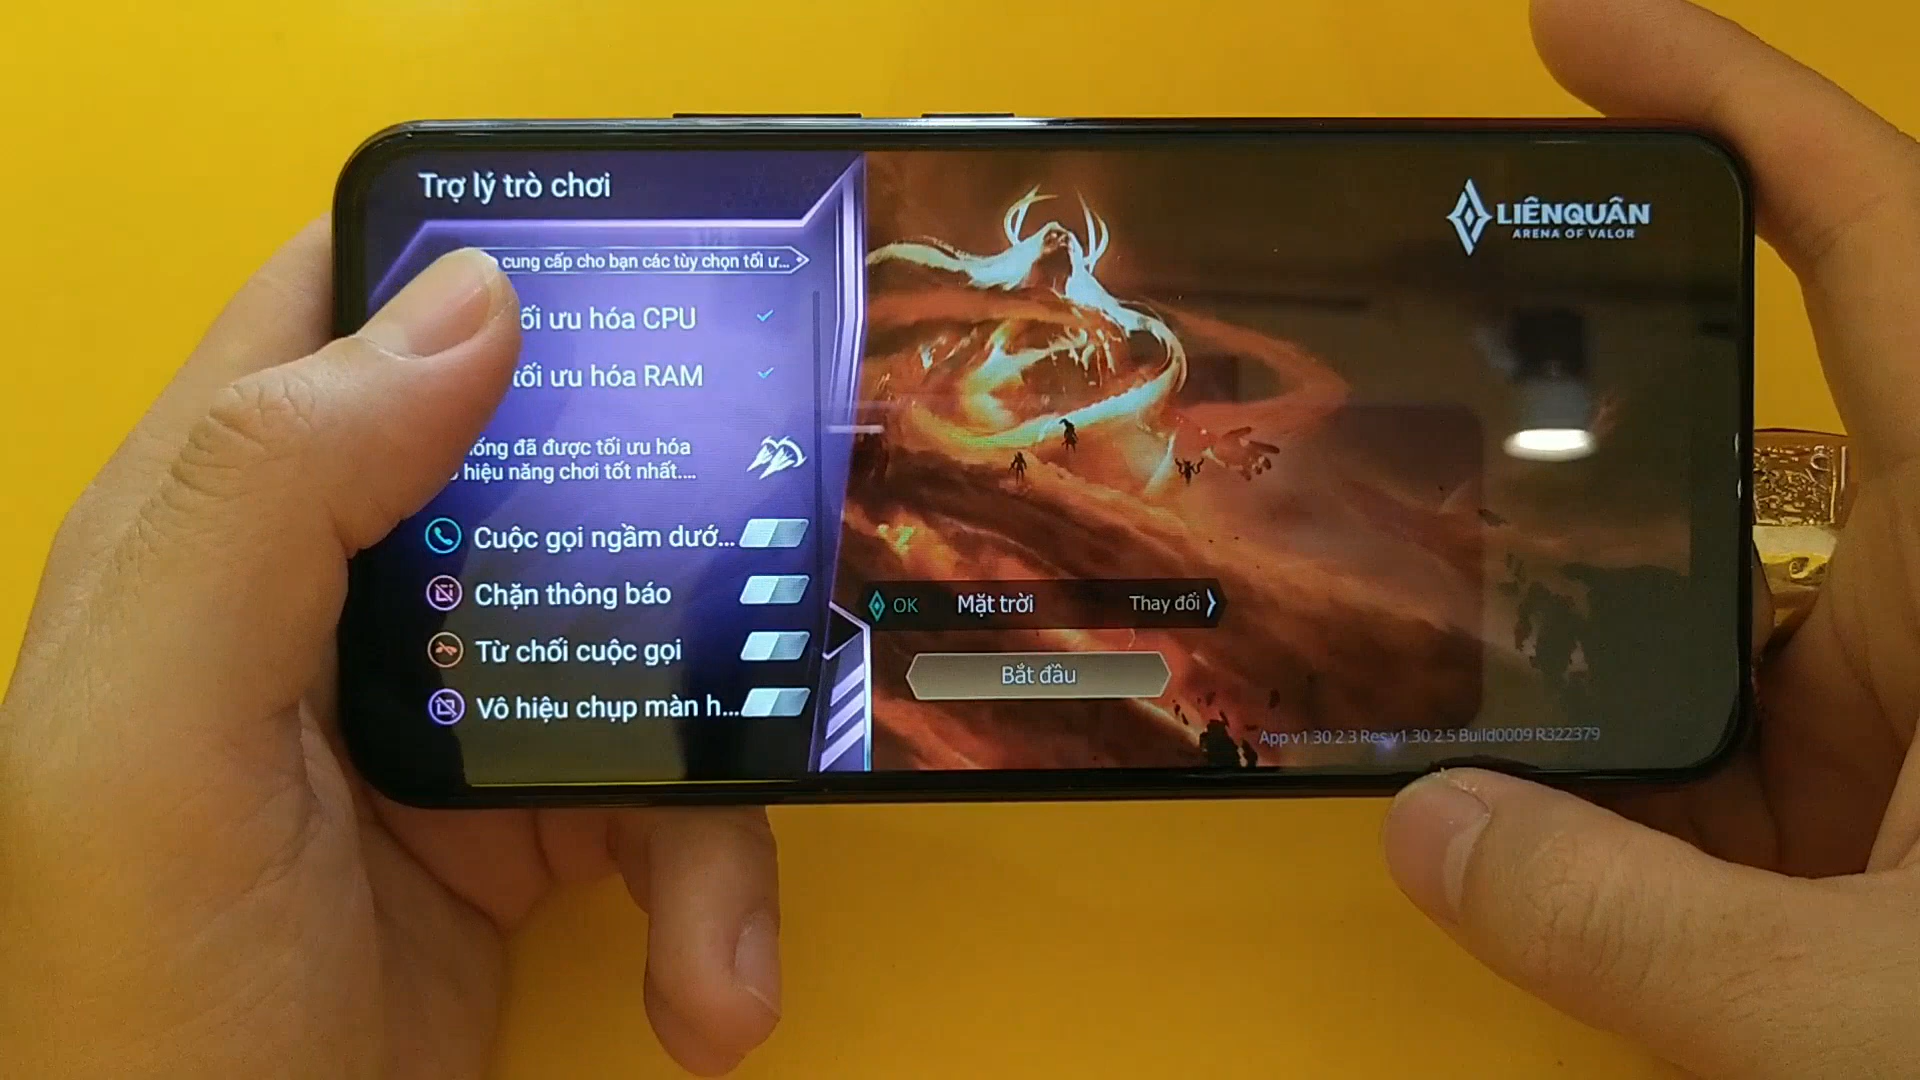 Trợ lý trò chơi
cung cấp cho bạn các tùy chọn tối ư...
ưu hóa CPU
tối ưu hóa RAM
đã được tối ưu hóa
hiệu năng chơi tốt nhất....
Cuộc gọi ngầm dướ...
Chặn thông báo
Từ chối cuộc gọi
Vô hiệu chụp màn h...
LIÊNQUÂN
ARENA OF VALOR
OK Mặt trời Thay đổi
Bắt đầu
App v1.30.2.3 Res v1.30.2.5 Build0009 R322379